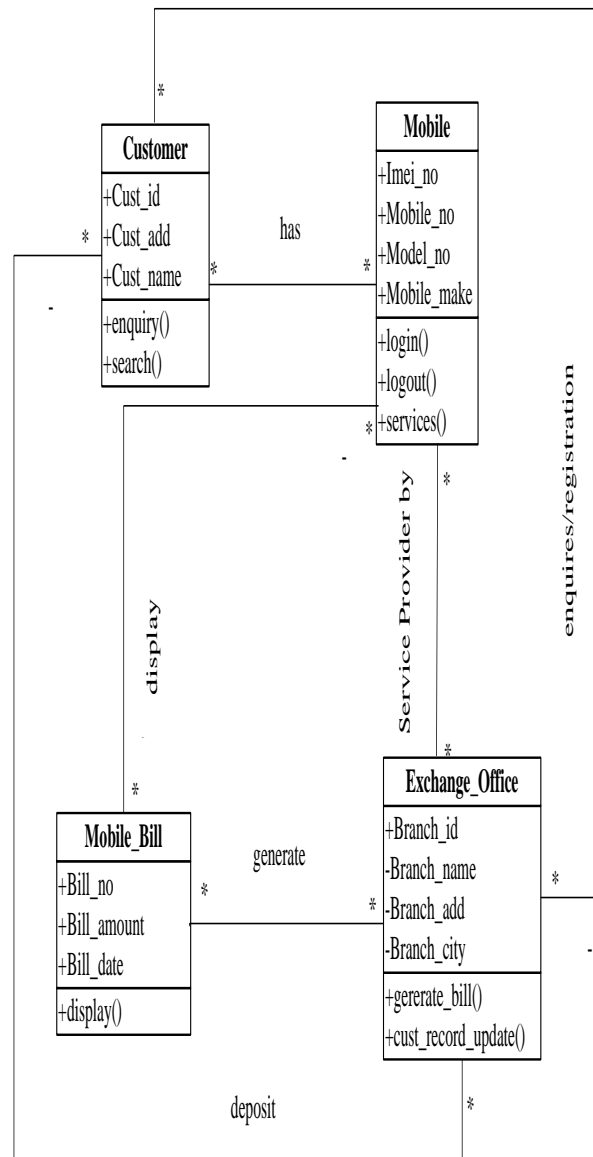 *
Customer
+Cust_id
+Cust_add
+Cust_name
+enquiry()
+search()
*
-
has
*
*
Mobile
+Imei_no
+Mobile_no
+Model_no
+Mobile_make
+login()
+logout()
+services()
*
-
*
display
Service Provider by
enquires/registration
*
*
Mobile_Bill
+Bill_no
+Bill_amount
+Bill_date
+display()
generate
*
*
Exchange_Office
+Branch_id
-Branch_name
-Branch_add
-Branch_city
+gererate_bill()
+cust_record_update()
*
-
deposit
*